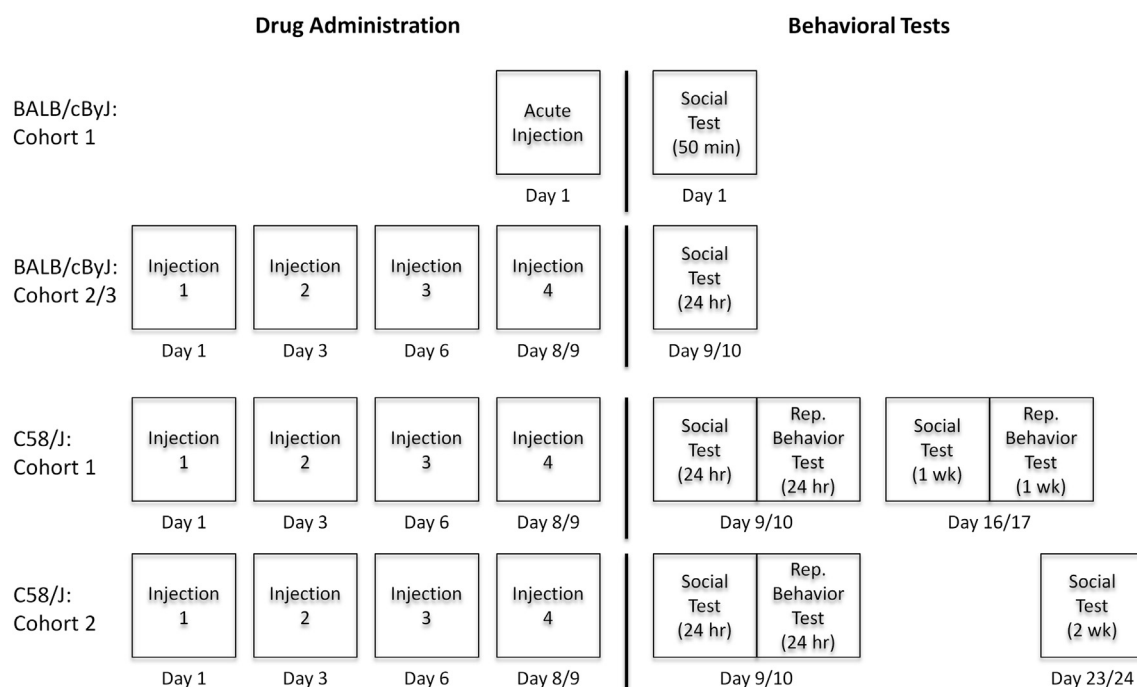 Drug Administration
Behavioral Tests
BALB/cByJ:
Cohort 1
Acute
Injection
Day 1
Social
Test
(50 min)
Day 1
BALB/cByJ:
Cohort 2/3
Injection
1
Day 1
Injection
2
Day 3
Injection
3
Day 6
Injection
4
Day 8/9
Social
Test
(24 hr)
Day 9/10
C58/J:
Cohort 1
Injection
1
Day 1
Injection
2
Day 3
Injection
3
Day 6
Injection
4
Day 8/9
Social
Test
(24 hr)
Rep.
Behavior
Test
(24 hr)
Day 9/10
Social
Test
(1 wk)
Rep.
Behavior
Test
(1 wk)
Day 16/17
C58/J:
Cohort 2
Injection
1
Day 1
Injection
2
Day 3
Injection
3
Day 6
Injection
4
Day 8/9
Social
Test
(24 hr)
Rep.
Behavior
Test
(24 hr)
Day 9/10
Social
Test
(2 wk)
Day 23/24